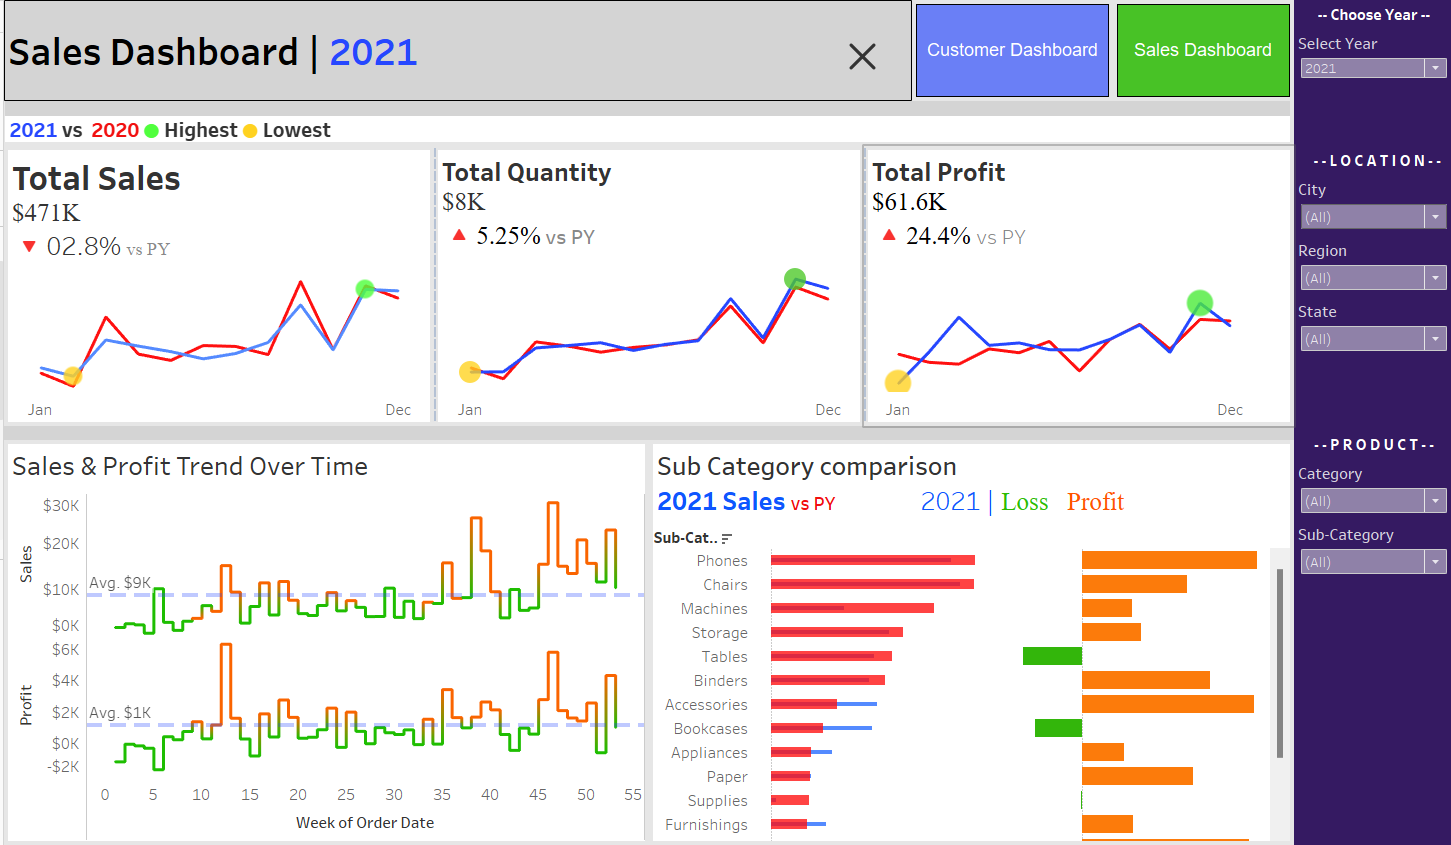 Sales Dashboard | 2021
Customer Dashboard
Sales Dashboard
-- Choose Year --
Select Year
2021
2021 vs 2020 Highest Lowest
Total Sales
$471K
▼ 02.8% vs PY
Jan Dec
Total Quantity
$8K
▲ 5.25% vs PY
Jan Dec
Total Profit
$61.6K
▲ 24.4% vs PY
Jan Dec
--LOCATION--
City
(All)
Region
(All)
State
(All)
Sales & Profit Trend Over Time
$30K
$20K
$10K
$0K
Sales
Avg. $9K
$6K
$4K
$2K
$0K
-$2K
Profit
Avg. $1K
0 5 10 15 20 25 30 35 40 45 50 55
Week of Order Date
Sub Category comparison
2021 Sales vs PY
2021 | Loss Profit
Sub-Cat..
Phones
Chairs
Machines
Storage
Tables
Binders
Accessories
Bookcases
Appliances
Paper
Supplies
Furnishings
--PRODUCT--
Category
(All)
Sub-Category
(All)